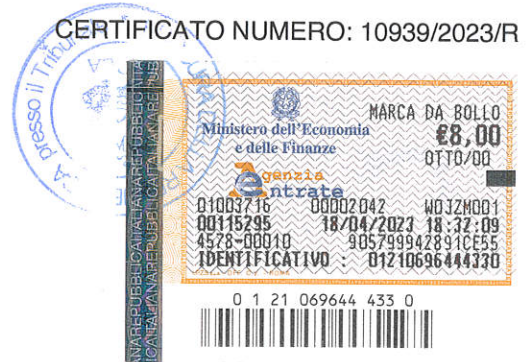 CERTIFICATO NUMERO: 10939/2023/R
presso il Tribu
MARCA DA BOLLO
Ministero dell'Economia
e delle Finanze
€8,00
OTTO/00
Agenzia
Entrate
01003716 00002042 W0JZM001
00115295 18/04/2023 18:32:09
4578-00010 905799942891CE55
IDENTIFICATIVO : 01210696444330
0 1 21 069644 433 0